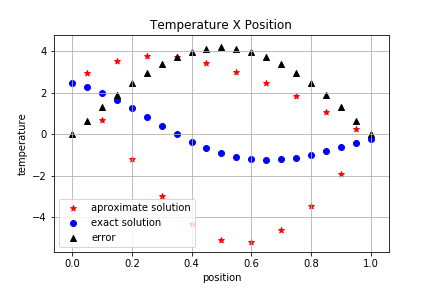 Temperature X Position
temperature
4
2
0
−2
−4
aproximate solution
exact solution
error
0.0 0.2 0.4 0.6 0.8 1.0
position